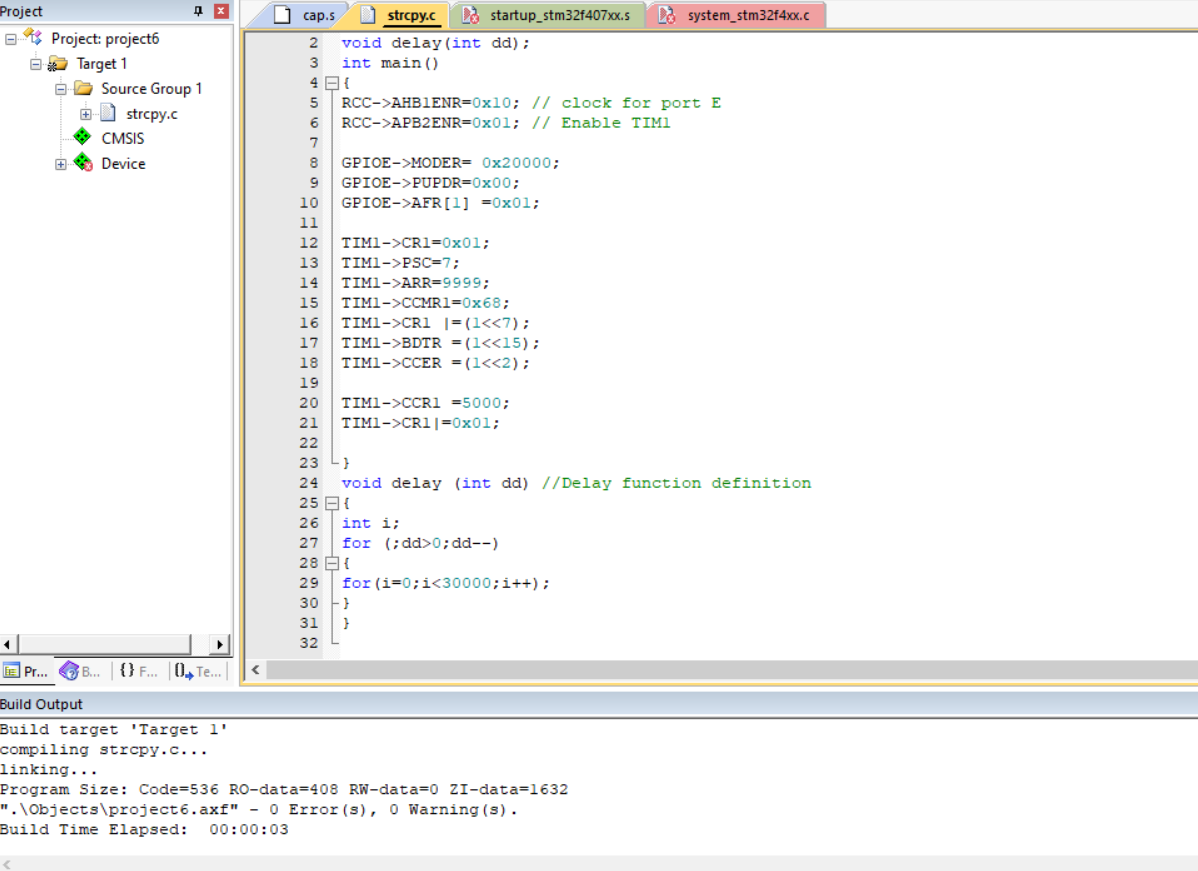 Project
Project: project6
Target 1
Source Group 1
strcpy.c
CMSIS
Device
Pr... B... {} F... 0 Te...
cap.s strcpy.c startup_stm32f407xx.s system_stm32f4xx.c
2 void delay(int dd);
3 int main()
4 {
5 RCC->AHB1ENR=0x10; // clock for port E
6 RCC->APB2ENR=0x01; // Enable TIM1
7
8 GPIOE->MODER= 0x20000;
9 GPIOE->PUPDR=0x00;
10 GPIOE->AFR[1] =0x01;
11
12 TIM1->CR1=0x01;
13 TIM1->PSC=7;
14 TIM1->ARR=9999;
15 TIM1->CCMR1=0x68;
16 TIM1->CR1 |=(1<<7);
17 TIM1->BDTR =(1<<15);
18 TIM1->CCER =(1<<2);
19
20 TIM1->CCR1 =5000;
21 TIM1->CR1|=0x01;
22
23 }
24 void delay (int dd) //Delay function definition
25 {
26 int i;
27 for (;dd>0;dd--)
28 {
29 for(i=0;i<30000;i++);
30 }
31 }
32
Build Output
Build target 'Target 1'
compiling strcpy.c...
linking...
Program Size: Code=536 RO-data=408 RW-data=0 ZI-data=1632
".\Objects\project6.axf" - 0 Error(s), 0 Warning(s).
Build Time Elapsed:  00:00:03